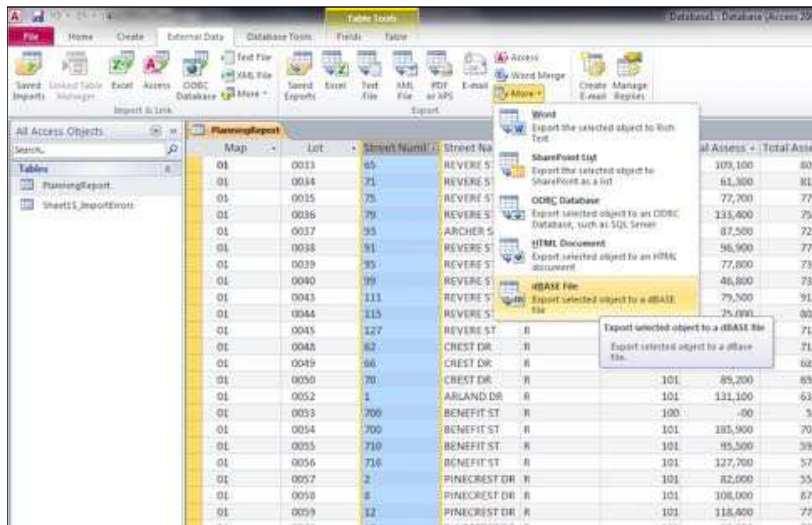 Table Tools
Database1 : Database (Access 200
File Home Create External Data Database Tools Fields Table
Saved Imports
Linked Table Manager
Excel
Access
ODBC Database
Text File
XML File
More
Import & Link
Saved Exports
Excel
Text File
XML File
PDF or XPS
E-mail
Access
Word Merge
More
Export
Create E-mail
Manage Replies
All Access Objects
Search...
Tables
PlanningReport
Sheet1$_ImportErrors
PlanningReport
Map Lot Street Numb Street Na al Assess Total Asse
Word
Export the selected object to Rich Text
SharePoint List
Export selected object to SharePoint as a list
ODBC Database
Export selected object to an ODBC Database, such as SQL Server
HTML Document
Export selected object to an HTML document
dBASE File
Export selected object to a dBASE file
Export selected object to a dBASE file
Export selected object to a dBase file.
01 0033 65 REVERE ST 109,100
01 0034 71 REVERE ST 61,300
01 0035 75 REVERE ST 77,700
01 0036 79 REVERE ST 133,400
01 0037 93 ARCHER S 87,500
01 0038 91 REVERE ST 96,900
01 0039 95 REVERE ST 77,800
01 0040 99 REVERE ST 46,800
01 0043 111 REVERE ST 79,500
01 0044 115 REVERE ST 75,000
01 0045 127 REVERE ST R
01 0048 62 CREST DR R
01 0049 66 CREST DR R
01 0050 70 CREST DR R 101 89,200
01 0052 1 ARLAND DR R 101 131,100
01 0053 700 BENEFIT ST R 100 -00
01 0054 700 BENEFIT ST R 101 185,900
01 0055 710 BENEFIT ST R 101 95,500
01 0056 716 BENEFIT ST R 101 127,700
01 0057 2 PINECREST DR R 101 82,000
01 0058 8 PINECREST DR R 101 108,000
01 0059 12 PINECREST DR R 101 118,400